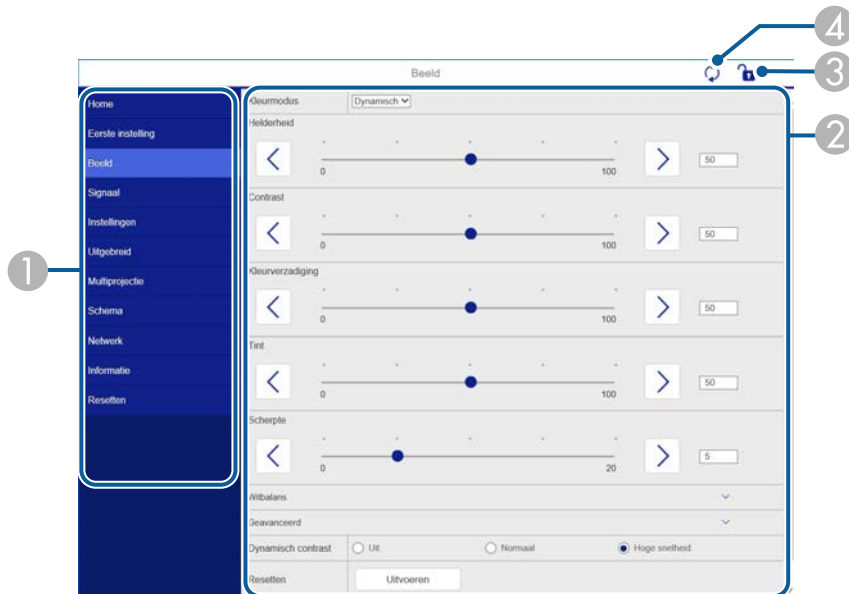 4
Beeld
3
Home
Eerste instelling
Beeld
Signaal
Instellingen
Uitgebreid
Multiprojectie
Schema
Netwerk
Informatie
Resetten
1
Kleurmodus Dynamisch
2
Helderheid
0 100 50
Contrast
0 100 50
Kleurverzadiging
0 100 50
Tint
0 100 50
Scherpte
0 20 5
Witbalans
Geavanceerd
Dynamisch contrast Uit Normaal Hoge snelheid
Resetten Uitvoeren